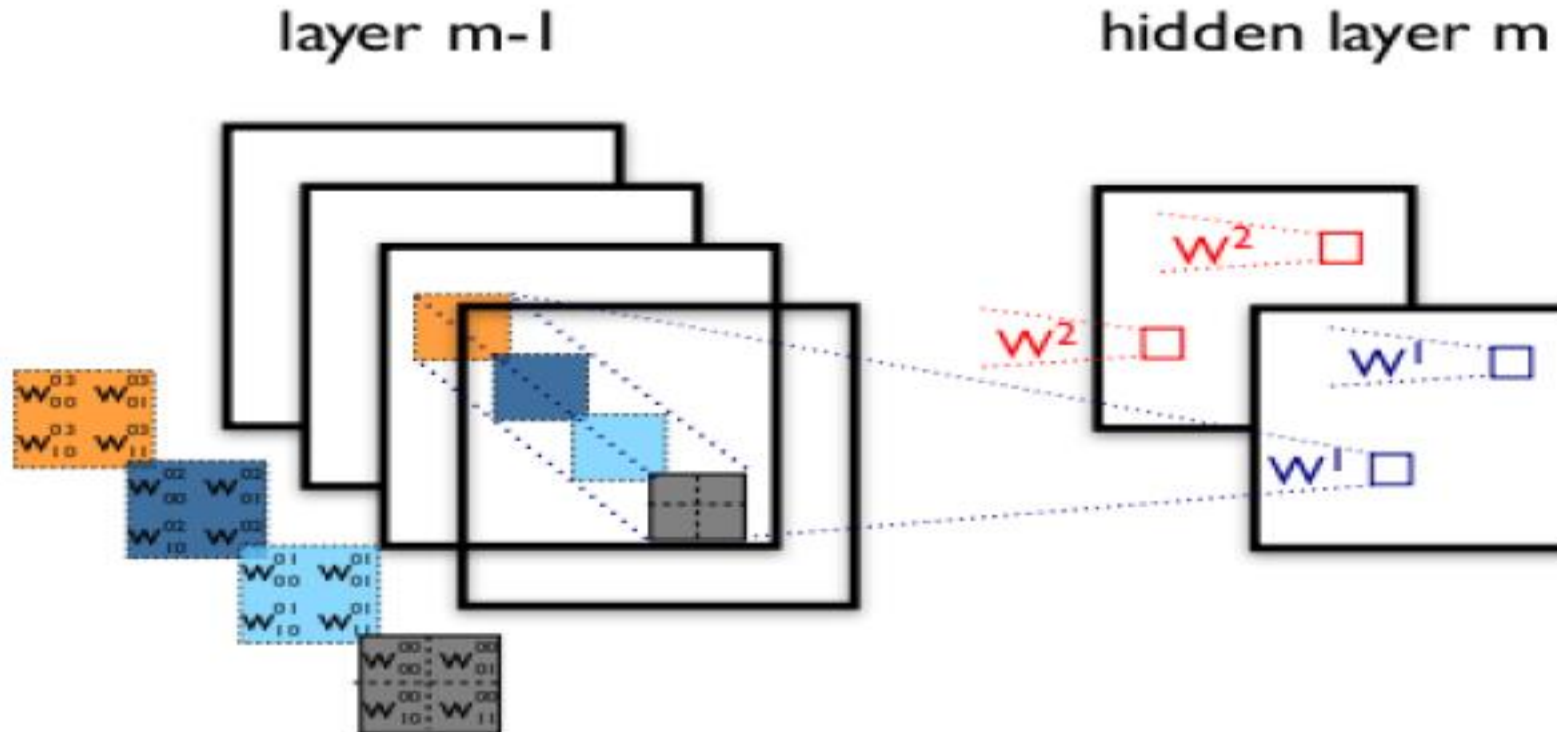 layer m-1
hidden layer m
W²
W²
W¹
W¹
W⁰³₀₀ W⁰³₀₁
W⁰³₁₀ W⁰³₁₁
W⁰²₀₀ W⁰²₀₁
W⁰²₁₀ W⁰²
W⁰¹₀₀ W⁰¹₀₁
W⁰¹₁₀ W⁰¹₁₁
W⁰⁰₀₀ W⁰⁰₀₁
W⁰⁰₁₀ W⁰⁰₁₁